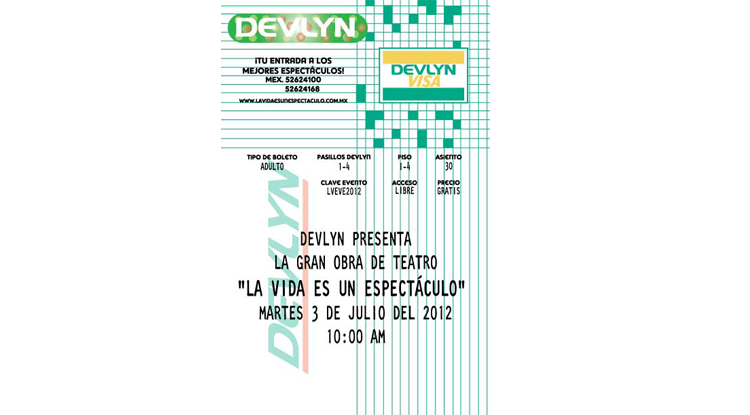 DEVLYN
¡TU ENTRADA A LOS
MEJORES ESPECTÁCULOS!
MEX. 52624100
52624168
WWW.LAVIDAESUNESPECTACULO.COM.MX
DEVLYN
VISA
TIPO DE BOLETO PASILLOS DEVLYN PISO ASIENTO
ADULTO 1-4 1-4 30
CLAVE EVENTO ACCESO PRECIO
LVEVE2012 LIBRE GRATIS
DEVLYN
DEVLYN PRESENTA
LA GRAN OBRA DE TEATRO
"LA VIDA ES UN ESPECTÁCULO"
MARTES 3 DE JULIO DEL 2012
10:00 AM